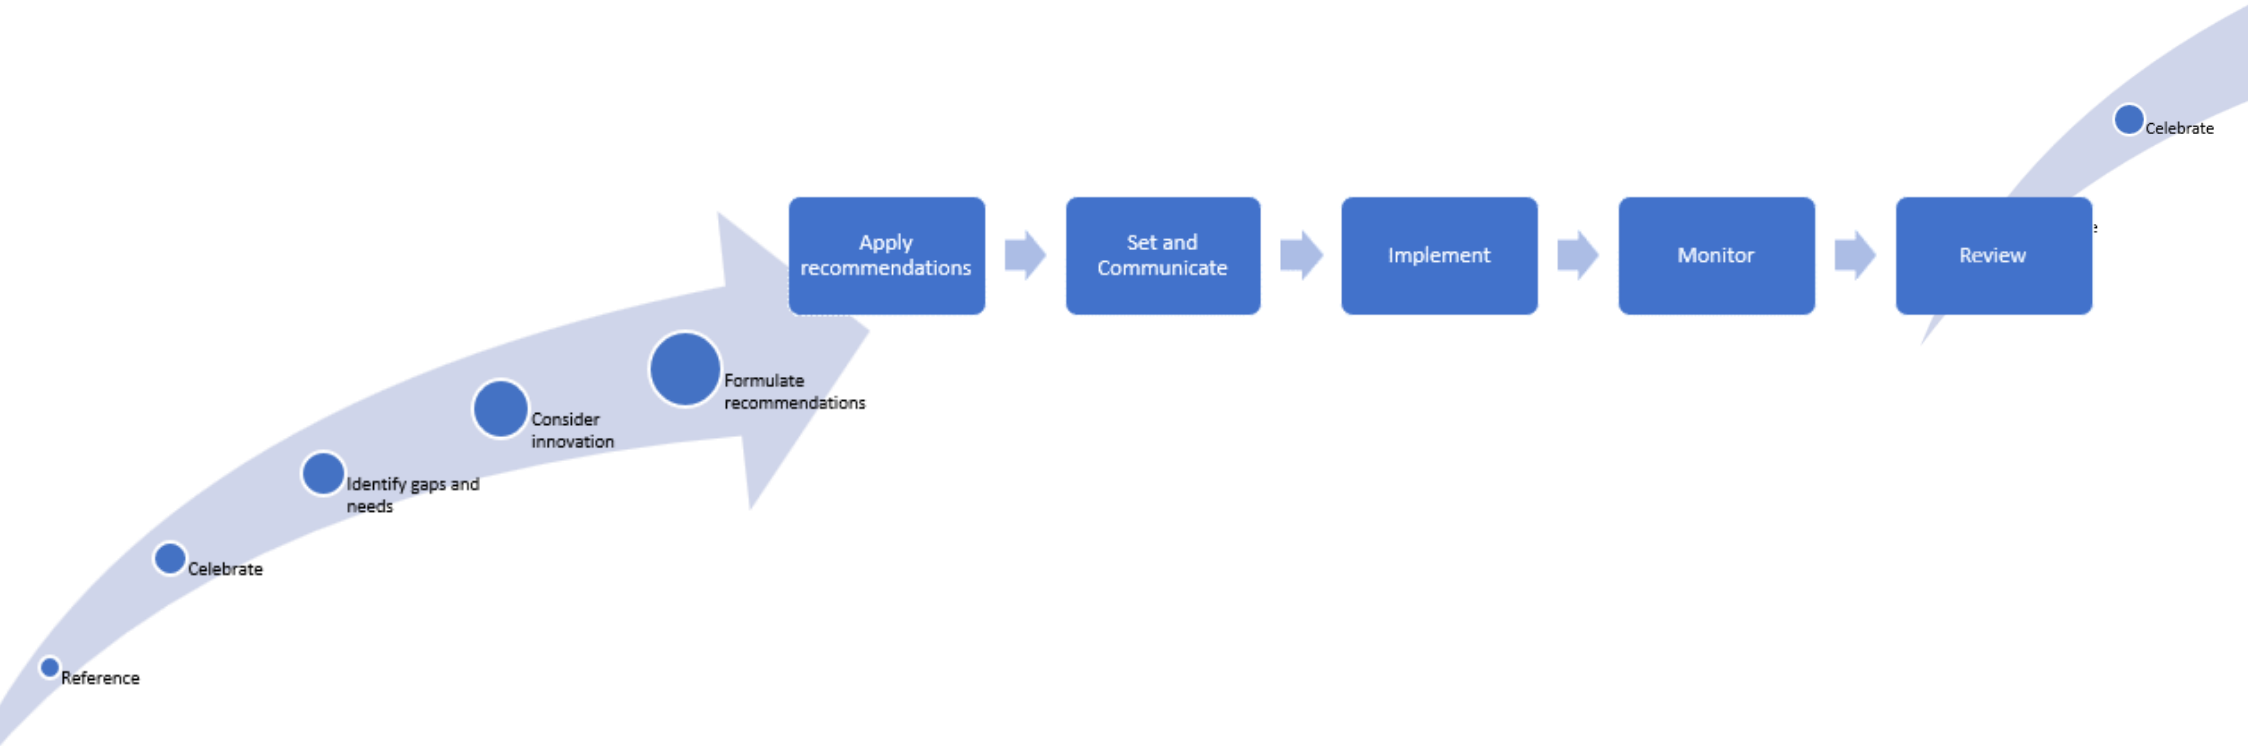 Reference
Celebrate
Identify gaps and
needs
Consider
innovation
Formulate
recommendations
Apply
recommendations
Set and
Communicate
Implement
Monitor
Review
Celebrate